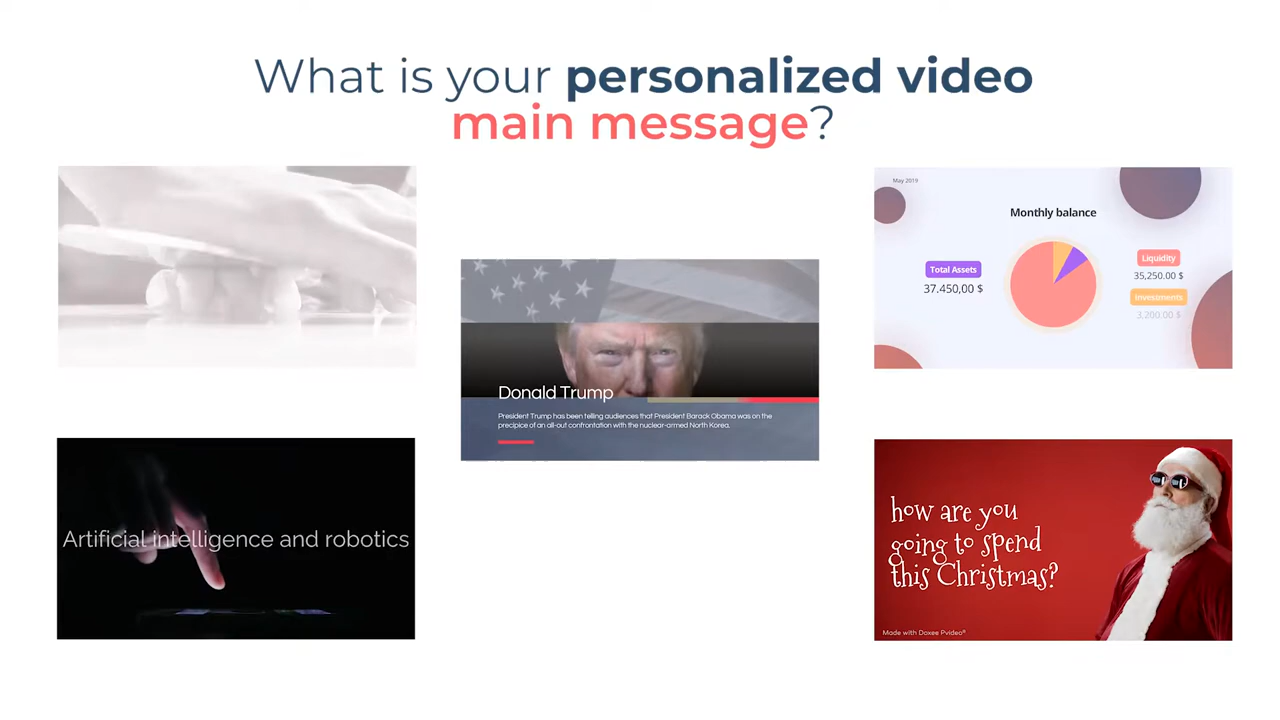 What is your personalized video
main message?
May 2019
Monthly balance
Total Assets
37.450,00 $
Liquidity
35,250.00 $
Investments
3,200.00 $
Donald Trump
President Trump has been telling audiences that President Barack Obama was on the
precipice of an all-out confrontation with the nuclear-armed North Korea.
Artificial intelligence and robotics
how are you
going to spend
this Christmas?
Made with Doxee Pvideo®